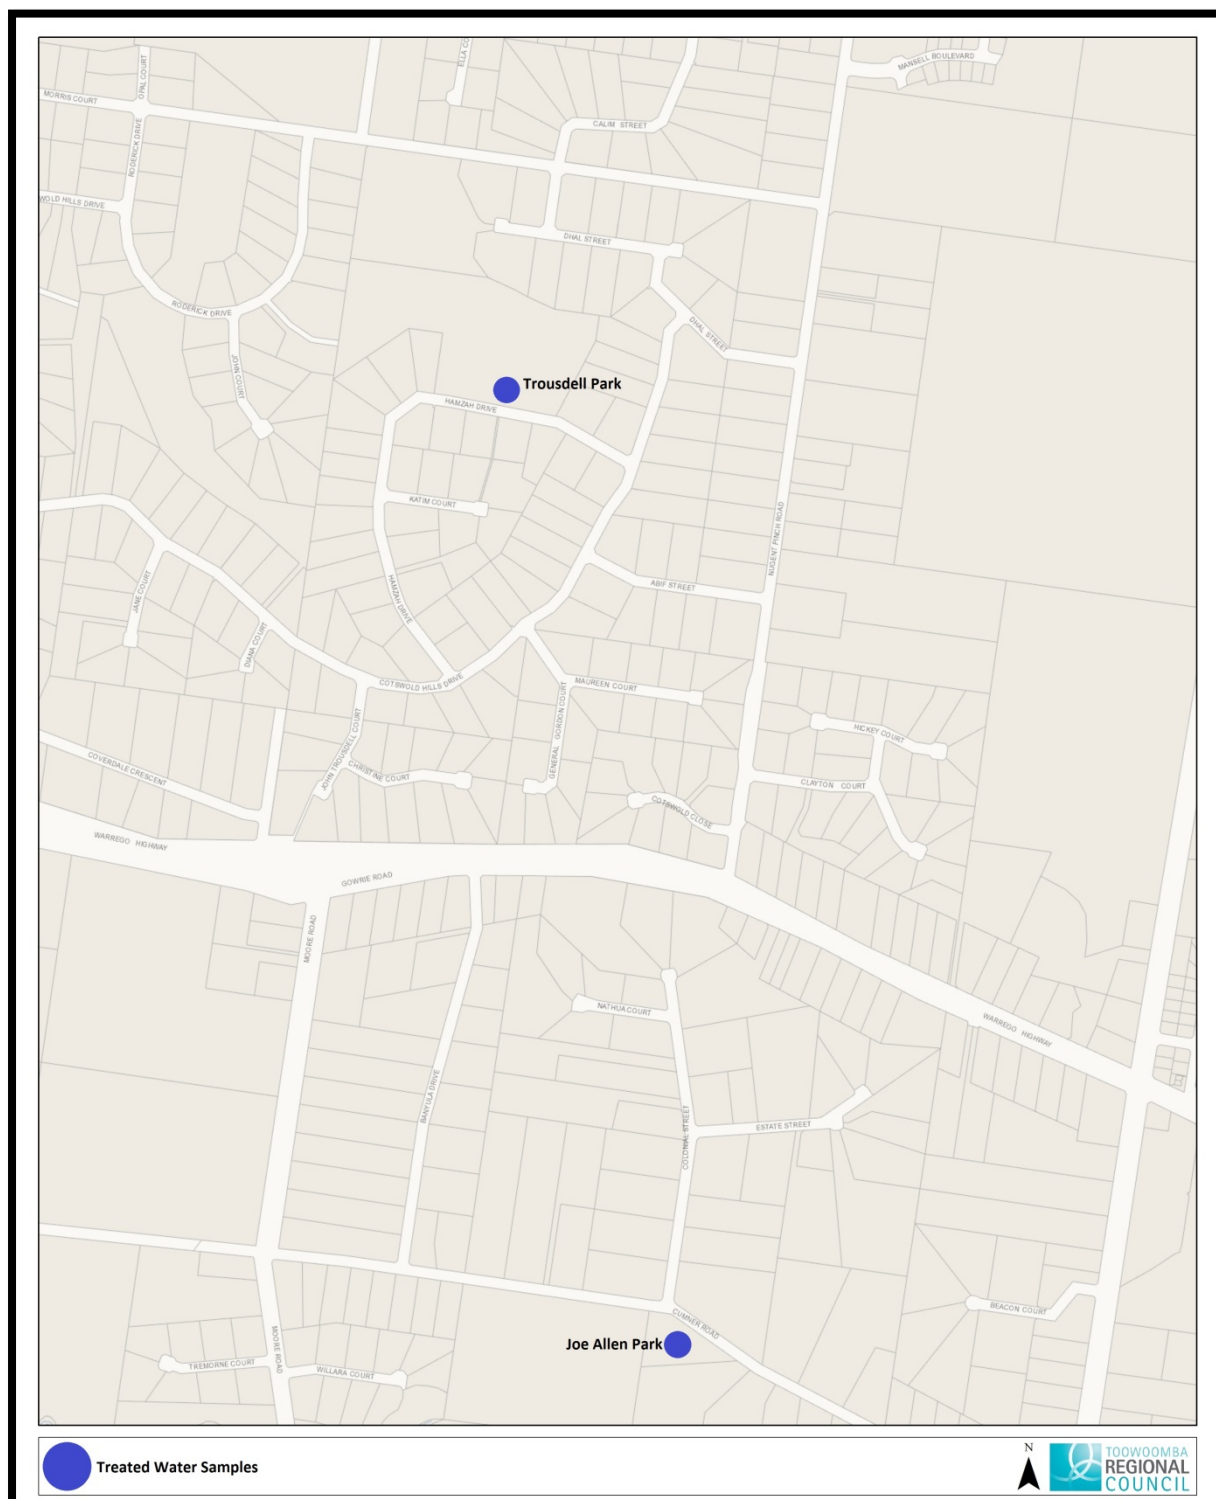 MANSELL BOULEVARD
ELLA CO
OPAL COURT
MORRIS COURT
CALIM STREET
RODERICK DRIVE
WOLD HILLS DRIVE
DHAL STREET
RODERICK DRIVE
DHAL STREET
JOHN COURT
Trousdell Park
HAMZAH DRIVE
KATIM COURT
NUGENT PINCH ROAD
JANE COURT
HAMZAH DRIVE
ABIF STREET
DIANA COURT
COTSWOLD HILLS DRIVE
MAUREEN COURT
GENERAL GORDON COURT
HICKEY COURT
JOHN TROUSDELL COURT
COVERDALE CRESCENT
CHRISTINE COURT
CLAYTON COURT
COTSWOLD CLOSE
WARREGO HIGHWAY
GOWRIE ROAD
MOORE ROAD
NATHUA COURT
WARREGO HIGHWAY
BANYULA DRIVE
COLONIAL STREET
ESTATE STREET
BEACON COURT
CUMNER ROAD
Joe Allen Park
MOORE ROAD
TREMORNE COURT
WILLARA COURT
Treated Water Samples
N
TOOWOOMBA
REGIONAL
COUNCIL